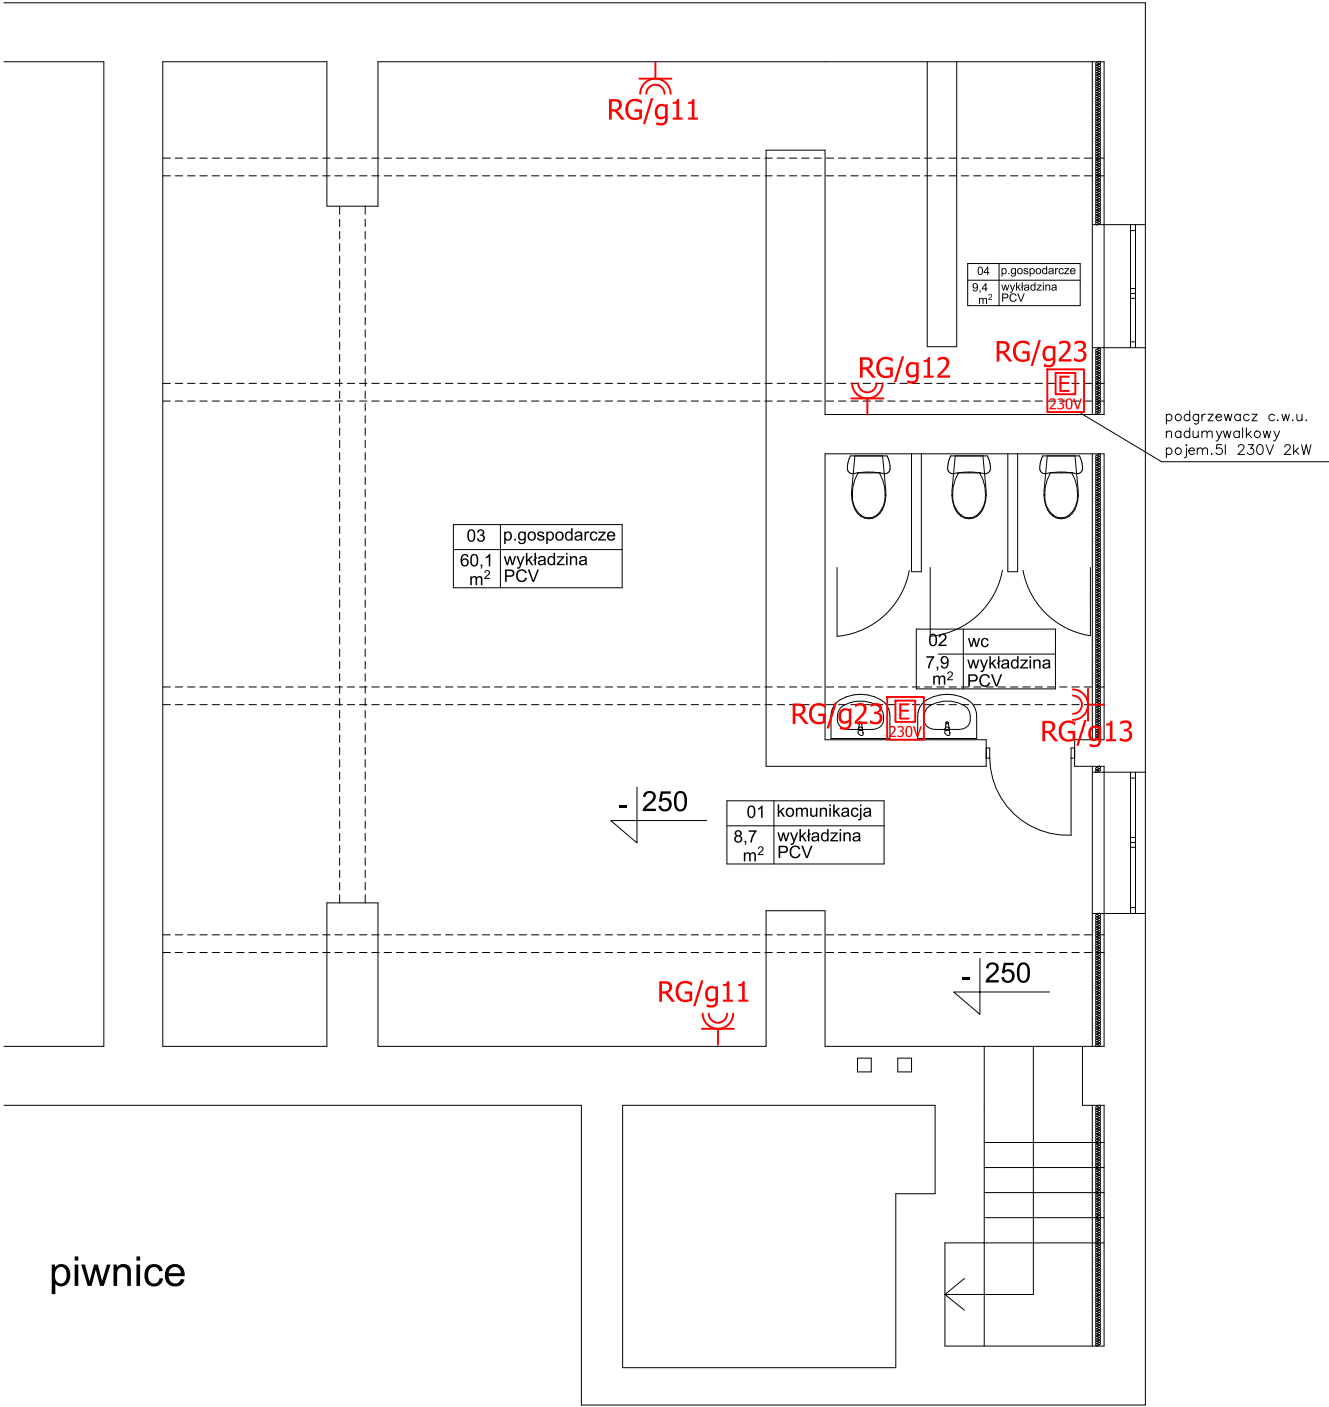 RG/g11
04 p.gospodarcze
9,4 wykładzina
m² PCV
RG/g23
RG/g12
E
230V
podgrzewacz c.w.u.
nadumywalkowy
pojem.5l 230V 2kW
03 p.gospodarcze
60,1 wykładzina
m² PCV
02 wc
7,9 wykładzina
m² PCV
RG/g23
E
230V
RG/g13
- 250
01 komunikacja
8,7 wykładzina
m² PCV
- 250
RG/g11
piwnice